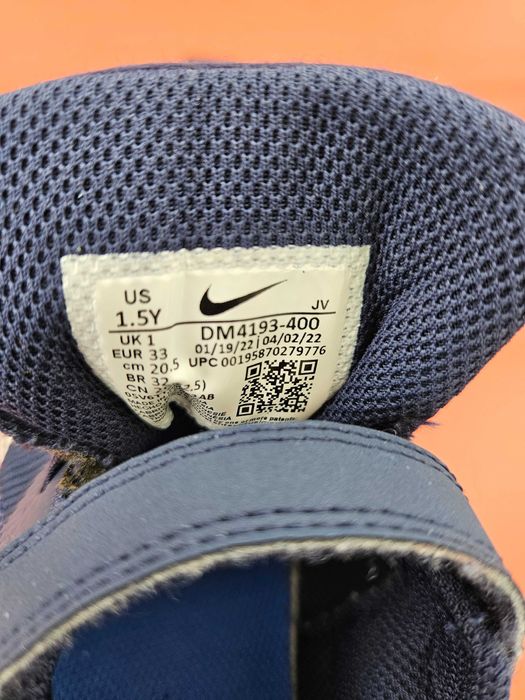 US
1.5Y
JV
DM4193-400
UK 1
01/19/22 | 04/02/22
EUR 33
UPC 00195870279776
cm 20.5
BR 32
CN
MADE